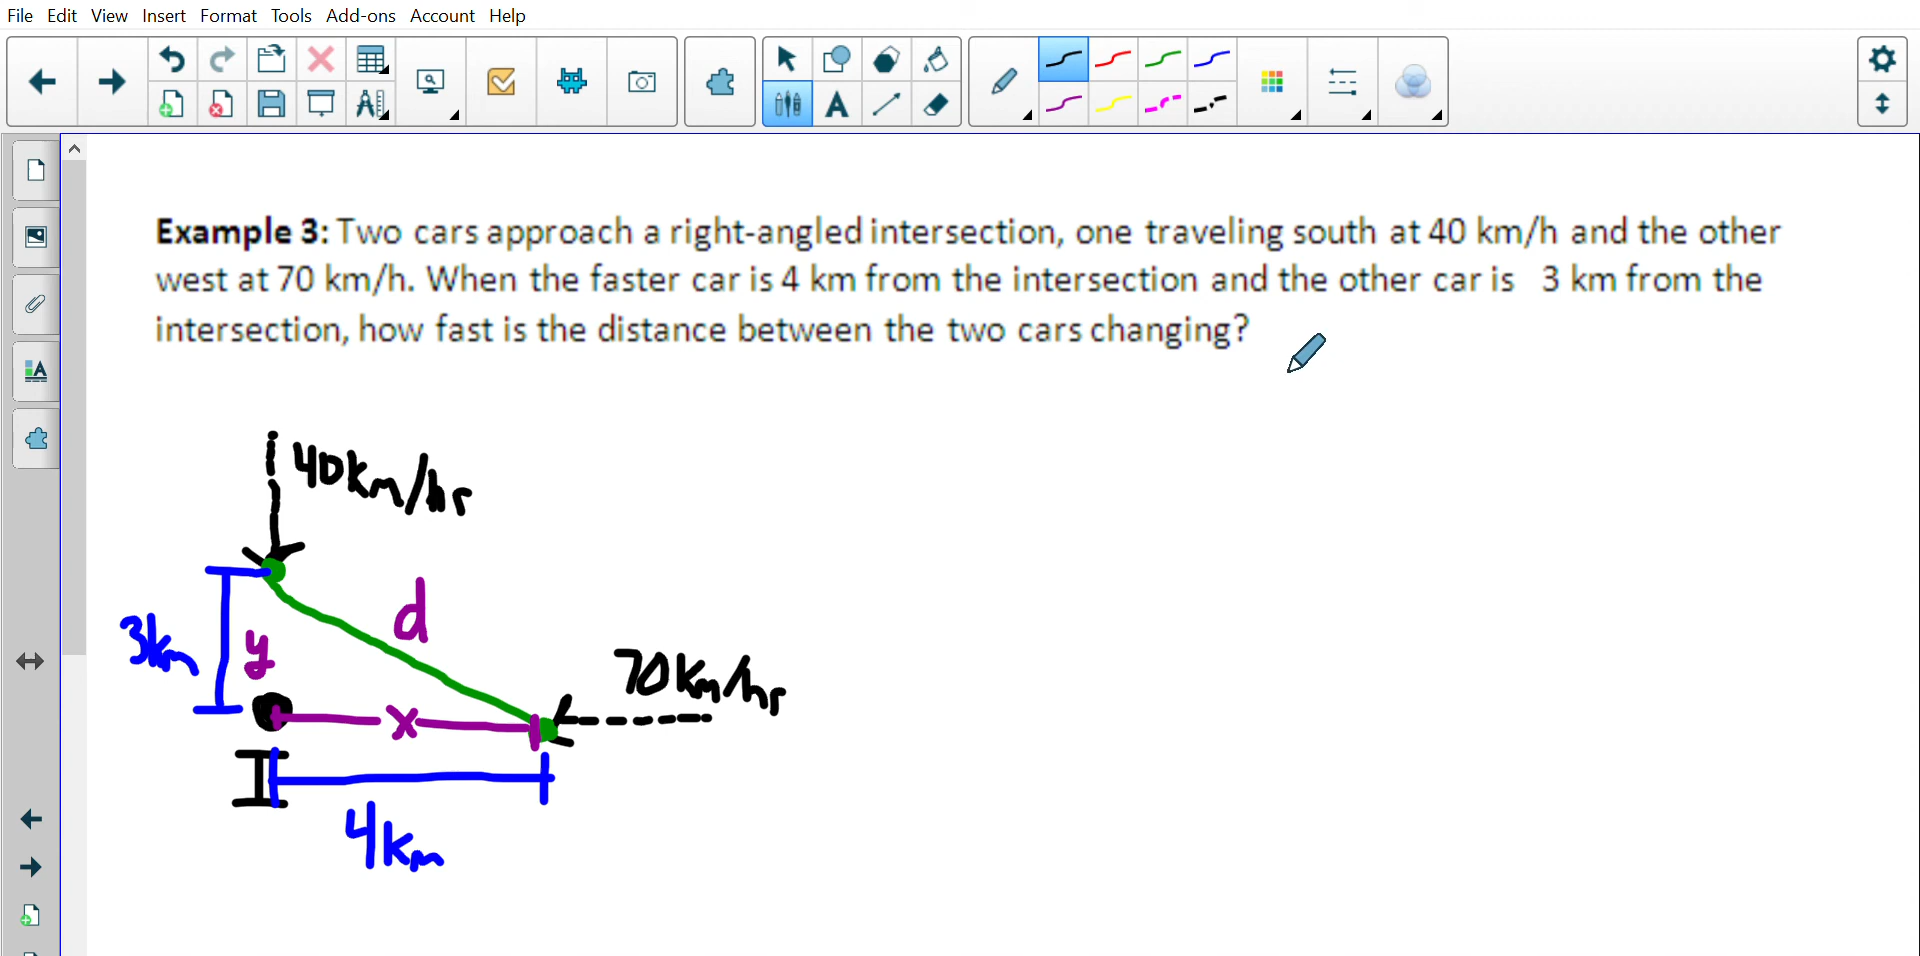 File Edit View Insert Format Tools Add-ons Account Help
Example 3: Two cars approach a right-angled intersection, one traveling south at 40 km/h and the other
west at 70 km/h. When the faster car is 4 km from the intersection and the other car is 3 km from the
intersection, how fast is the distance between the two cars changing?
40km/hr
d
3km
y
70km/hr
x
I
4km